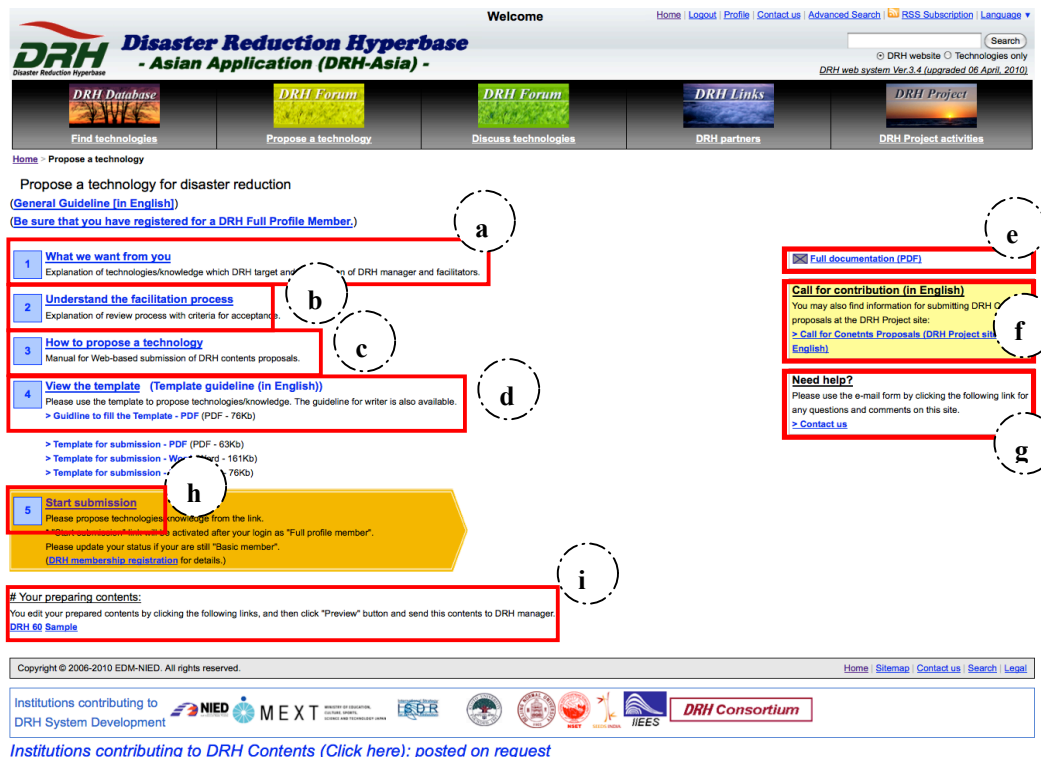 Welcome
Home | Logout | Profile | Contact us | Advanced Search | RSS Subscription | Language ▼
DRH
Disaster Reduction Hyperbase
Disaster Reduction Hyperbase
- Asian Application (DRH-Asia) -
Search
DRH website Technologies only
DRH web system Ver.3.4 (upgraded 06 April, 2010)
DRH Database
Find technologies
DRH Forum
Propose a technology
DRH Forum
Discuss technologies
DRH Links
DRH partners
DRH Project
DRH Project activities
Home > Propose a technology
Propose a technology for disaster reduction
(General Guideline [in English])
(Be sure that you have registered for a DRH Full Profile Member.)
a
1
What we want from you
Explanation of technologies/knowledge which DRH target and of DRH manager and facilitators.
b
2
Understand the facilitation process
Explanation of review process with criteria for acceptance.
c
3
How to propose a technology
Manual for Web-based submission of DRH contents proposals.
d
4
View the template (Template guideline (in English))
Please use the template to propose technologies/knowledge. The guideline for writer is also available.
> Guidline to fill the Template - PDF (PDF - 76Kb)
> Template for submission - PDF (PDF - 63Kb)
> Template for submission - - 161Kb)
> Template for submission - 76Kb)
h
5
Start submission
Please propose technologies/knowledge from the link.
* "Start submission" link will be activated after your login as "Full profile member".
Please update your status if your are still "Basic member".
(DRH membership registration for details.)
i
# Your preparing contents:
You edit your prepared contents by clicking the following links, and then click "Preview" button and send this contents to DRH manager.
DRH 60 Sample
e
Full documentation (PDF)
f
Call for contribution (in English)
You may also find information for submitting DRH
proposals at the DRH Project site:
> Call for Conetnts Proposals (DRH Project
English)
g
Need help?
Please use the e-mail form by clicking the following link for
any questions and comments on this site.
> Contact us
Copyright © 2006-2010 EDM-NIED. All rights reserved.
Home | Sitemap | Contact us | Search | Legal
Institutions contributing to
DRH System Development
NIED
MEXT
MINISTRY OF EDUCATION,
CULTURE, SPORTS,
SCIENCE AND TECHNOLOGY-JAPAN
ISDR
NSET
SEEDS INDIA
IIEES
DRH Consortium
Institutions contributing to DRH Contents (Click here): posted on request